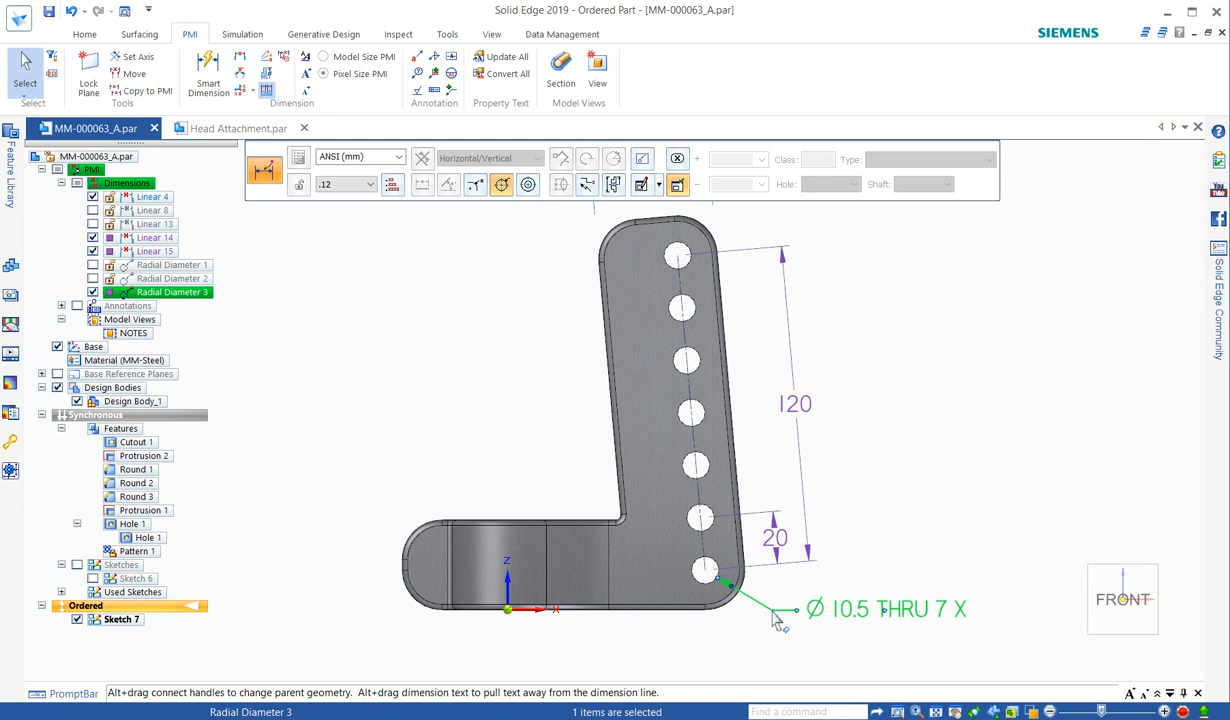 Solid Edge 2019 - Ordered Part - [MM-000063_A.par]
Home
Surfacing
PMI
Simulation
Generative Design
Inspect
Tools
View
Data Management
SIEMENS
Select
Lock
Plane
Set Axis
Move
Copy to PMI
Smart
Dimension
Model Size PMI
Pixel Size PMI
Update All
Convert All
Section
View
Select
Tools
Dimension
Annotation
Property Text
Model Views
MM-000063_A.par
Head Attachment.par
Feature Library
MM-000063_A.par
PMI
Dimensions
Linear 4
Linear 8
Linear 13
Linear 14
Linear 15
Radial Diameter 1
Radial Diameter 2
Radial Diameter 3
Annotations
Model Views
NOTES
Base
Material (MM-Steel)
Base Reference Planes
Design Bodies
Design Body_1
Synchronous
Features
Cutout 1
Protrusion 2
Round 1
Round 2
Round 3
Protrusion 1
Hole 1
Hole 1
Pattern 1
Sketches
Sketch 6
Used Sketches
Ordered
Sketch 7
ANSI (mm)
Horizontal/Vertical
Class:
Type:
.12
Hole:
Shaft:
120
20
Ø 10.5 THRU 7 X
Z
X
FRONT
You
Tube
Solid Edge Community
PromptBar
Alt+drag connect handles to change parent geometry. Alt+drag dimension text to pull text away from the dimension line.
Radial Diameter 3
1 items are selected
Find a command